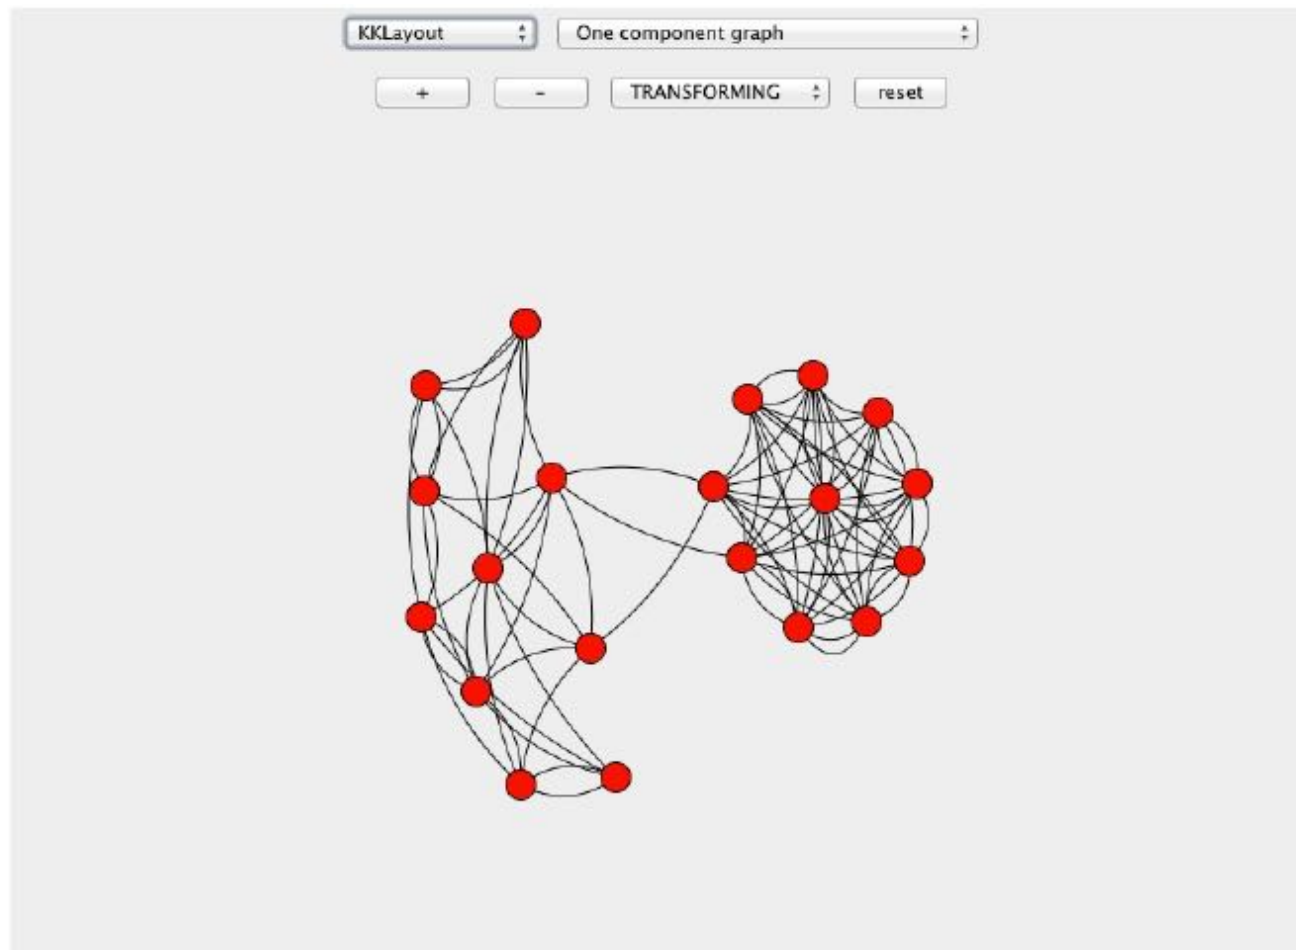 KKLayout One component graph
+ - TRANSFORMING reset